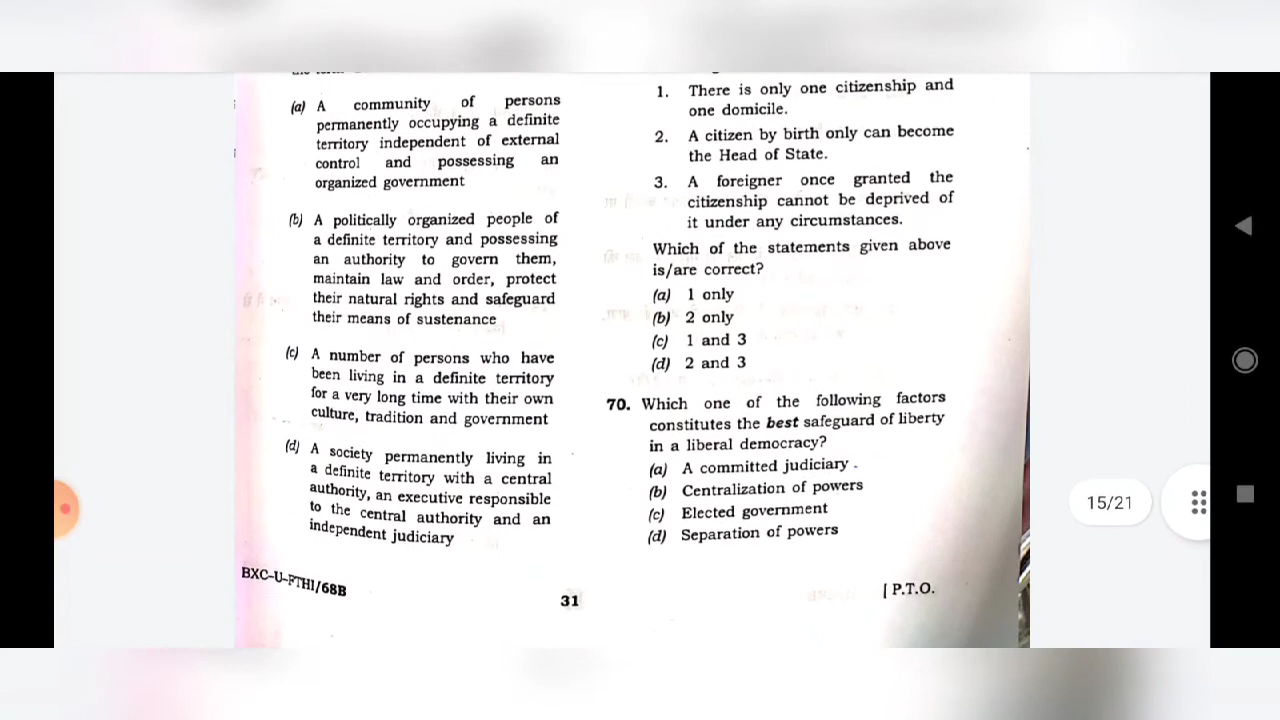 (a) A community of persons
permanently occupying a definite
territory independent of external
control and possessing an
organized government
(b) A politically organized people of
a definite territory and possessing
an authority to govern them,
maintain law and order, protect
their natural rights and safeguard
their means of sustenance
(c) A number of persons who have
been living in a definite territory
for a very long time with their own
culture, tradition and government
(d) A society permanently living in
a definite territory with a central
authority, an executive responsible
to the central authority and an
independent judiciary
BXC-U-FTHI/68B
1. There is only one citizenship and
one domicile.
2. A citizen by birth only can become
the Head of State.
3. A foreigner once granted the
citizenship cannot be deprived of
it under any circumstances.
Which of the statements given above
is/are correct?
(a) 1 only
(b) 2 only
(c) 1 and 3
(d) 2 and 3
70. Which one of the following factors
constitutes the best safeguard of liberty
in a liberal democracy?
(a) A committed judiciary
(b) Centralization of powers
(c) Elected government
(d) Separation of powers
31
[ P.T.O.
15/21